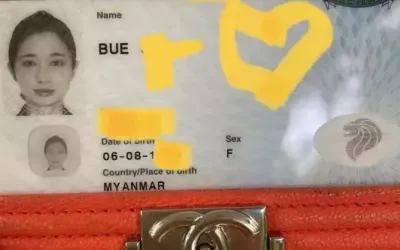 Name
BUE
Date of birth
Sex
06-08-1
F
Country/Place of birth
MYANMAR